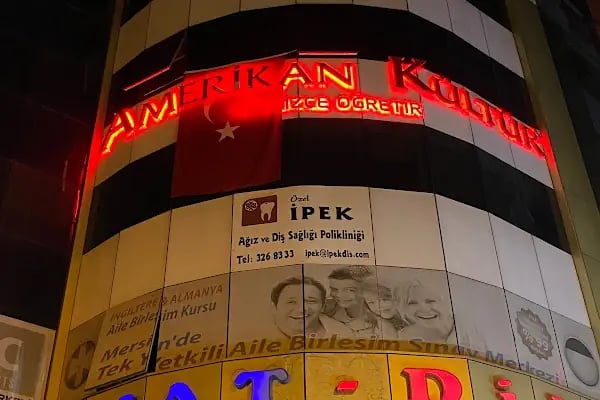 AMERİKAN KÜLTÜR
İZCE ÖĞRETİR
Özel
İPEK
Ağız ve Diş Sağlığı Polikliniği
Tel: 326 8333 ipek@ipekdis.com
İNGİLTERE & ALMANYA
Aile Birleşim Kursu
Mersin'de
Tek Yetkili Aile Birleşim Sınav Merkezi